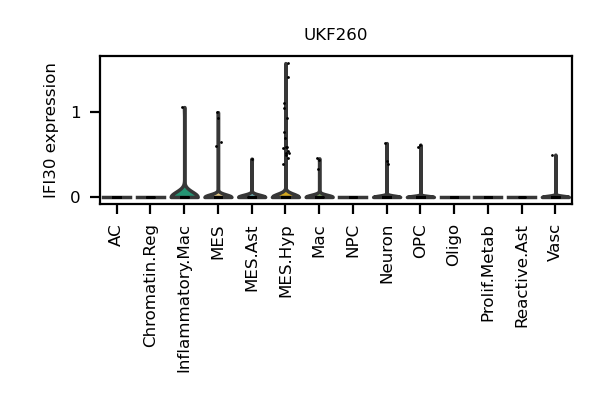 UKF260
IFI30 expression
1
0
AC
Chromatin.Reg
Inflammatory.Mac
MES
MES.Ast
MES.Hyp
Mac
NPC
Neuron
OPC
Oligo
Prolif.Metab
Reactive.Ast
Vasc